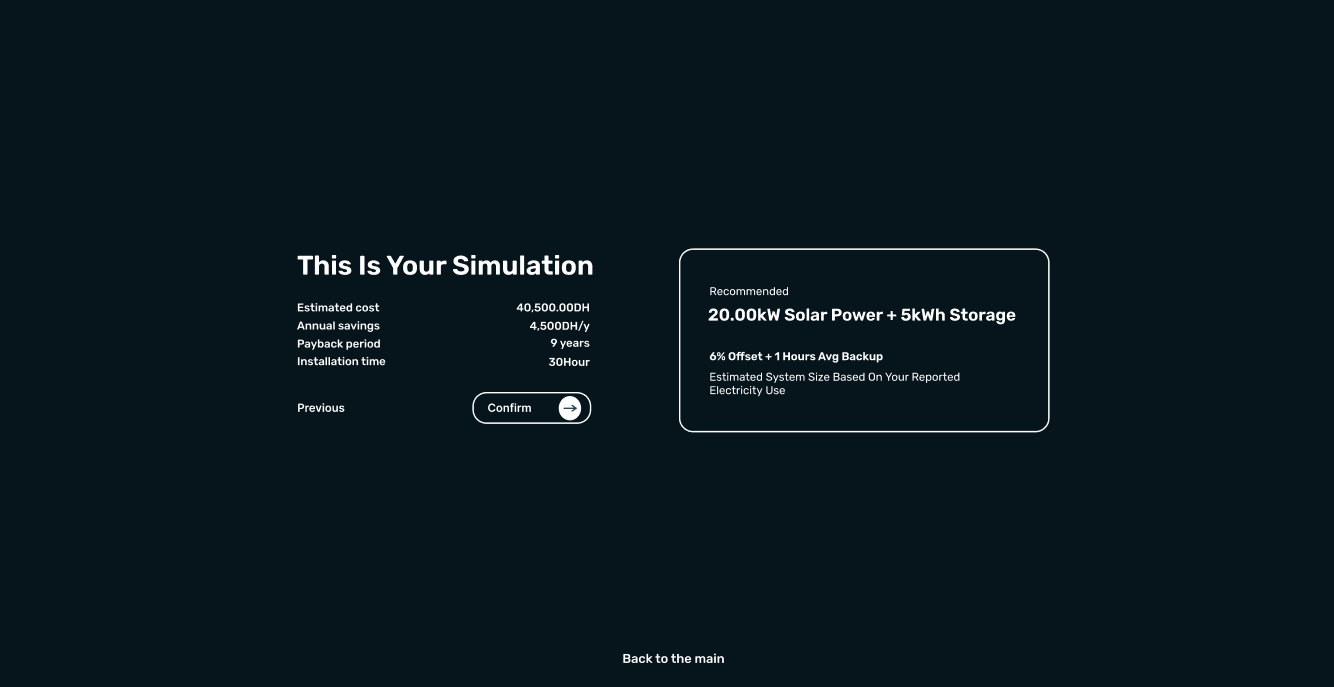 This Is Your Simulation
Estimated cost 40,500.00DH
Annual savings 4,500DH/y
Payback period 9 years
Installation time 30Hour
Previous
Confirm
Recommended
20.00kW Solar Power + 5kWh Storage
6% Offset + 1 Hours Avg Backup
Estimated System Size Based On Your Reported
Electricity Use
Back to the main